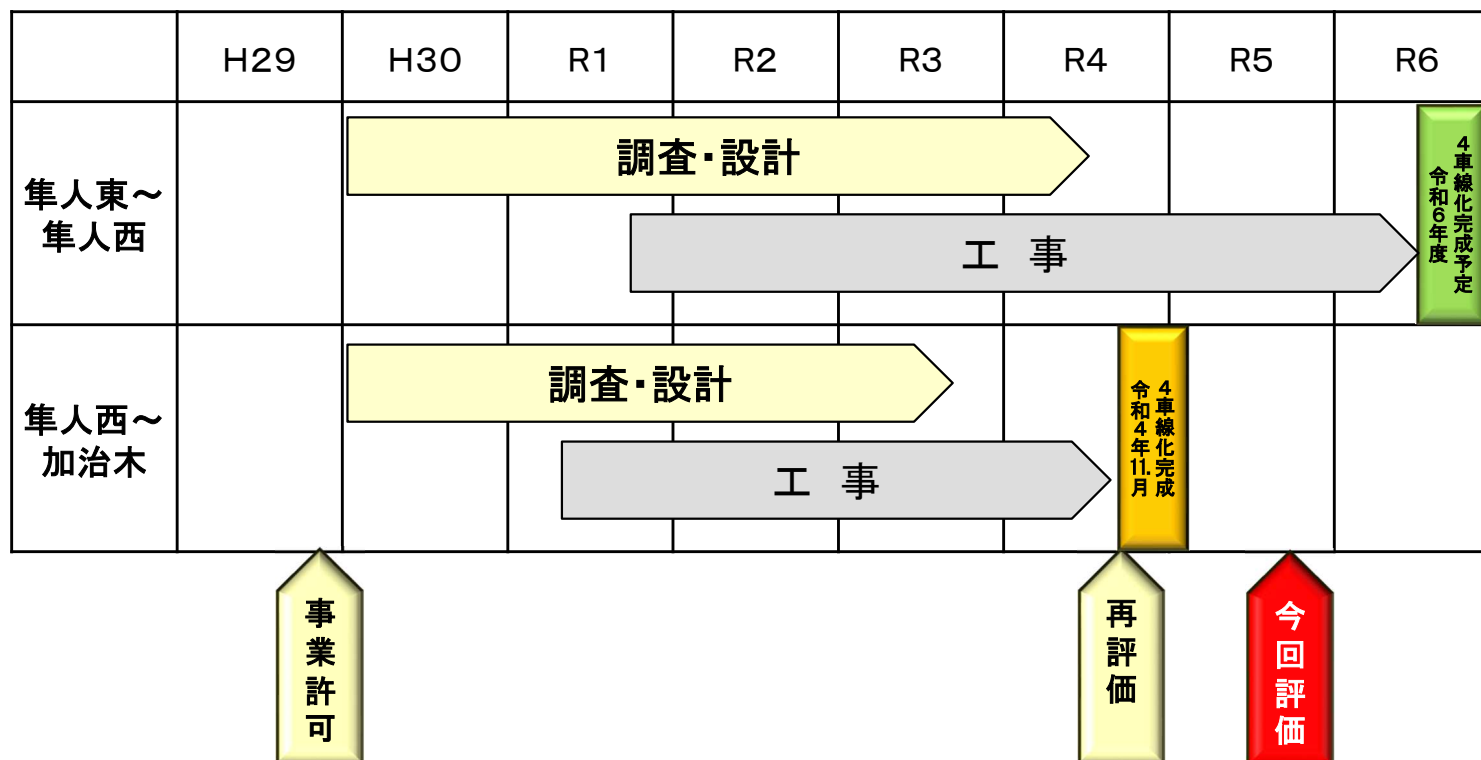 H29 H30 R1 R2 R3 R4 R5 R6
隼人東～
隼人西
調査・設計
工 事
4車線化完成予定
令和6年度
隼人西～
加治木
調査・設計
工 事
4車線化完成
令和4年11.月
事業許可
再評価
今回評価